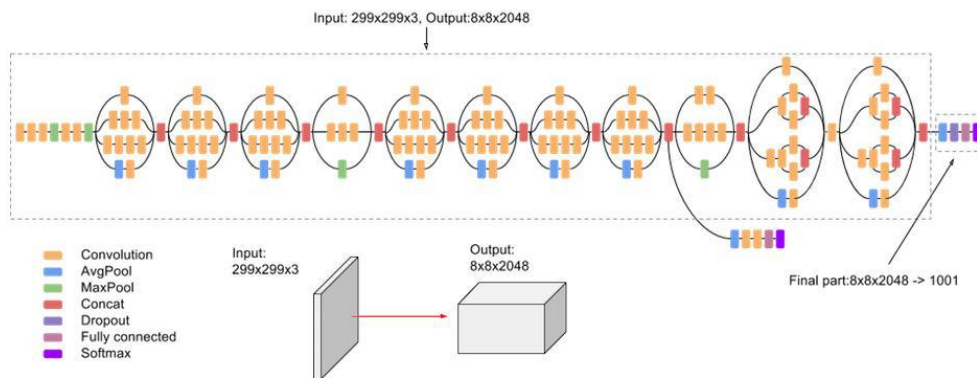 Input: 299x299x3, Output:8x8x2048
Convolution
AvgPool
MaxPool
Concat
Dropout
Fully connected
Softmax
Input:
299x299x3
Output:
8x8x2048
Final part:8x8x2048 -> 1001